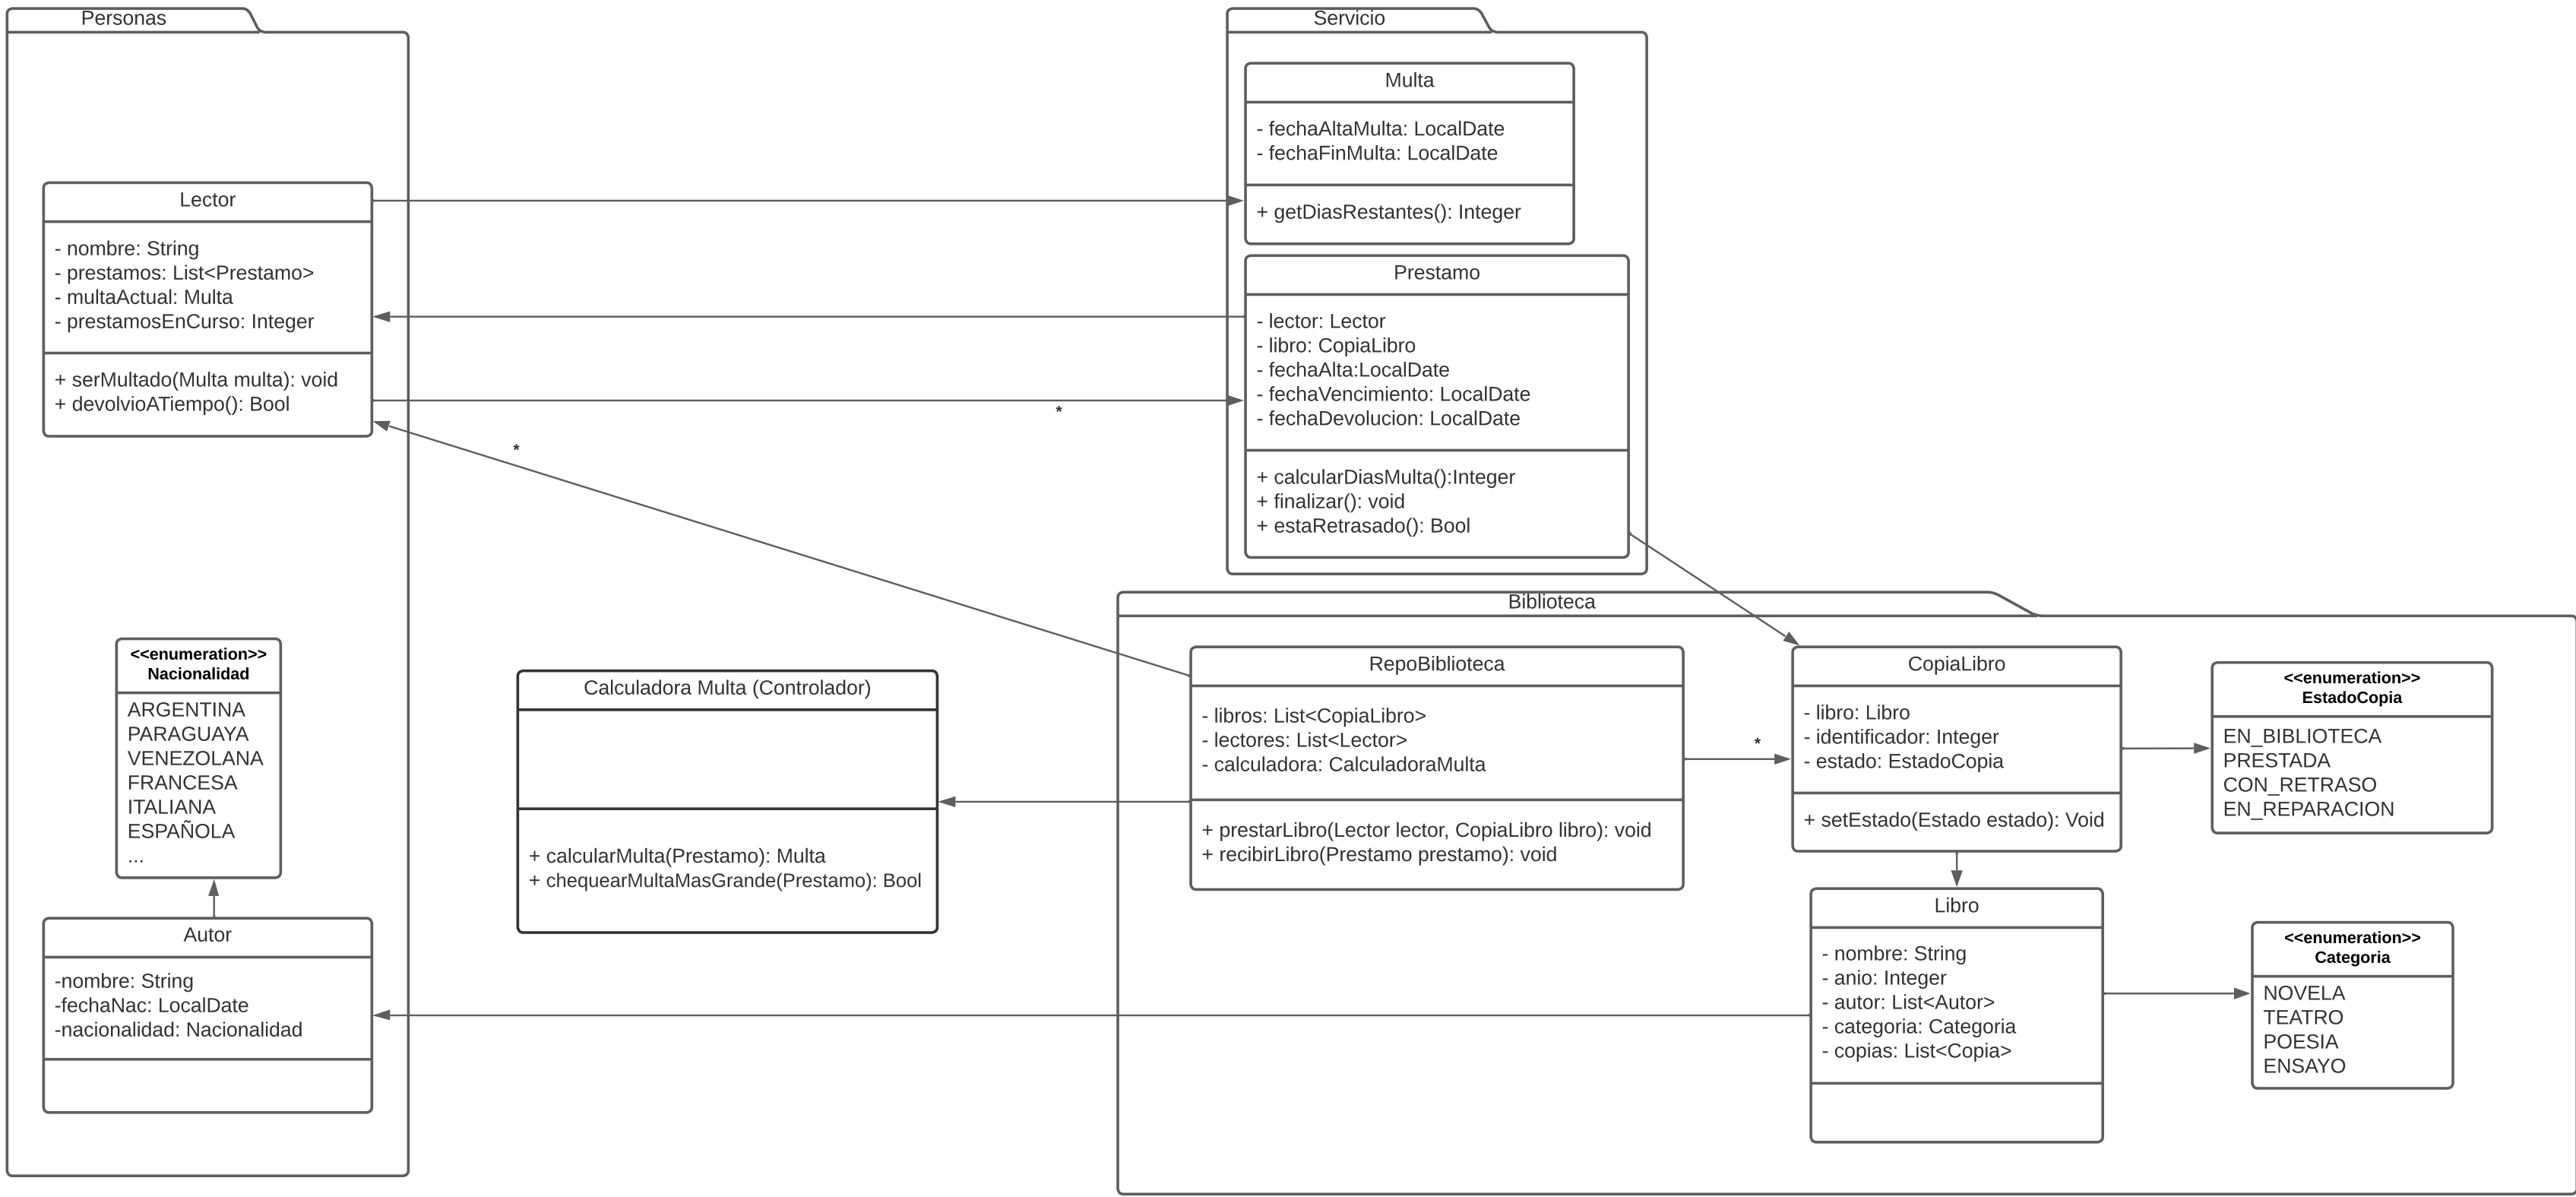 Personas
Lector
- nombre: String
- prestamos: List<Prestamo>
- multaActual: Multa
- prestamosEnCurso: Integer
+ serMultado(Multa multa): void
+ devolvioATiempo(): Bool
<<enumeration>>
Nacionalidad
ARGENTINA
PARAGUAYA
VENEZOLANA
FRANCESA
ITALIANA
ESPAÑOLA
...
Autor
-nombre: String
-fechaNac: LocalDate
-nacionalidad: Nacionalidad
Servicio
Multa
- fechaAltaMulta: LocalDate
- fechaFinMulta: LocalDate
+ getDiasRestantes(): Integer
Prestamo
- lector: Lector
- libro: CopiaLibro
- fechaAlta:LocalDate
- fechaVencimiento: LocalDate
- fechaDevolucion: LocalDate
+ calcularDiasMulta():Integer
+ finalizar(): void
+ estaRetrasado(): Bool
*
*
Calculadora Multa (Controlador)
+ calcularMulta(Prestamo): Multa
+ chequearMultaMasGrande(Prestamo): Bool
Biblioteca
RepoBiblioteca
- libros: List<CopiaLibro>
- lectores: List<Lector>
- calculadora: CalculadoraMulta
+ prestarLibro(Lector lector, CopiaLibro libro): void
+ recibirLibro(Prestamo prestamo): void
*
CopiaLibro
- libro: Libro
- identificador: Integer
- estado: EstadoCopia
+ setEstado(Estado estado): Void
<<enumeration>>
EstadoCopia
EN_BIBLIOTECA
PRESTADA
CON_RETRASO
EN_REPARACION
Libro
- nombre: String
- anio: Integer
- autor: List<Autor>
- categoria: Categoria
- copias: List<Copia>
<<enumeration>>
Categoria
NOVELA
TEATRO
POESIA
ENSAYO